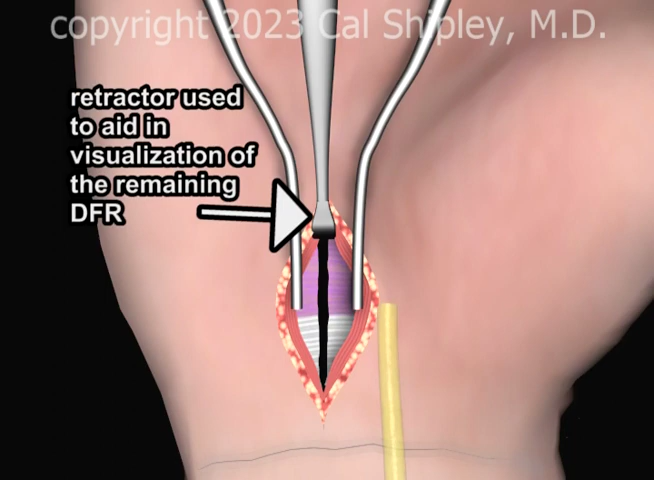 copyright 2023 Cal Shipley, M.D.
retractor used
to aid in
visualization of
the remaining
DFR